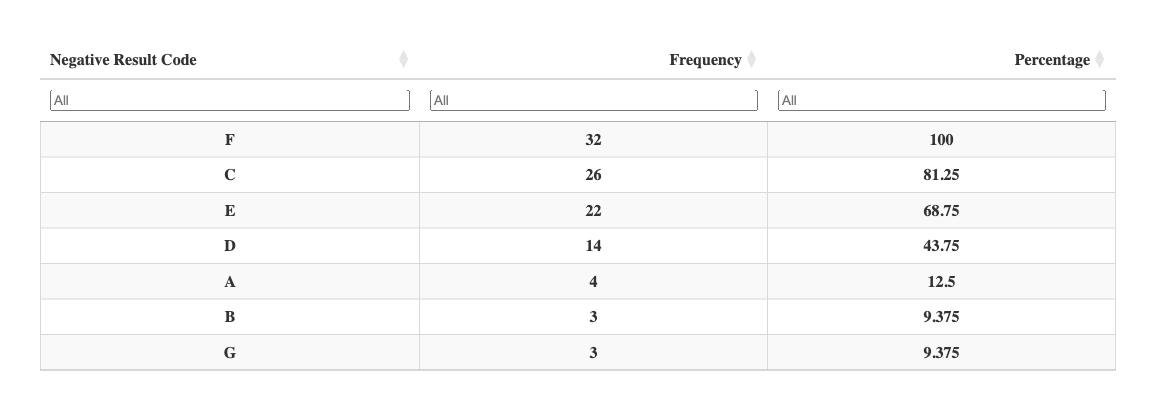 Negative Result Code Frequency Percentage
All All All
F 32 100
C 26 81.25
E 22 68.75
D 14 43.75
A 4 12.5
B 3 9.375
G 3 9.375